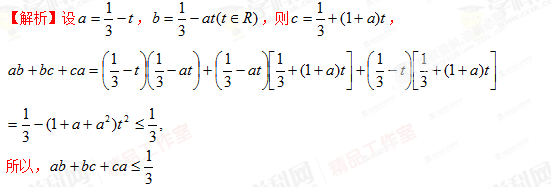 【解析】设 a = 1/3 − t，b = 1/3 − at(t ∈ R)，则 c = 1/3 + (1 + a)t，
ab + bc + ca = (1/3 − t)(1/3 − at) + (1/3 − at)[1/3 + (1 + a)t] + (1/3 − t)[1/3 + (1 + a)t]
= 1/3 − (1 + a + a²)t² ≤ 1/3,
所以，ab + bc + ca ≤ 1/3